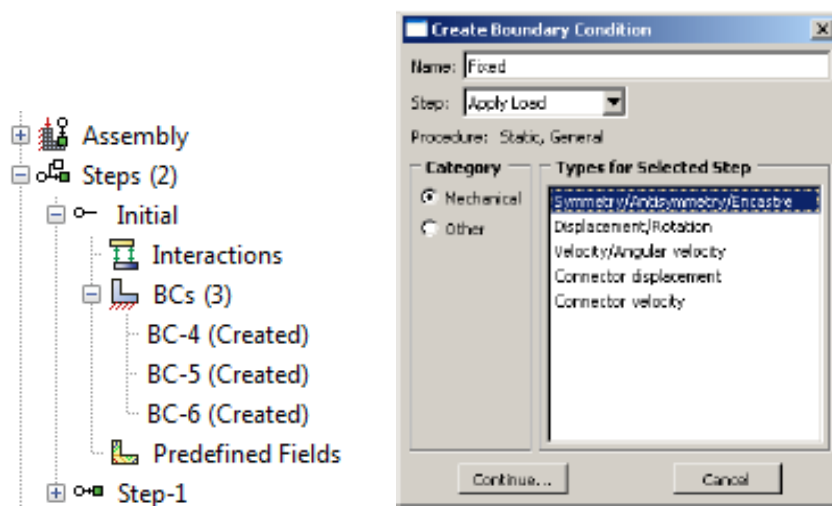 Assembly
Steps (2)
Initial
Interactions
BCs (3)
BC-4 (Created)
BC-5 (Created)
BC-6 (Created)
Predefined Fields
Step-1
Create Boundary Condition
Name: Fixed
Step: Apply Load
Procedure: Static, General
Category
Mechanical
Other
Types for Selected Step
Symmetry/Antisymmetry/Encastre
Displacement/Rotation
Velocity/Angular velocity
Connector displacement
Connector velocity
Continue...
Cancel